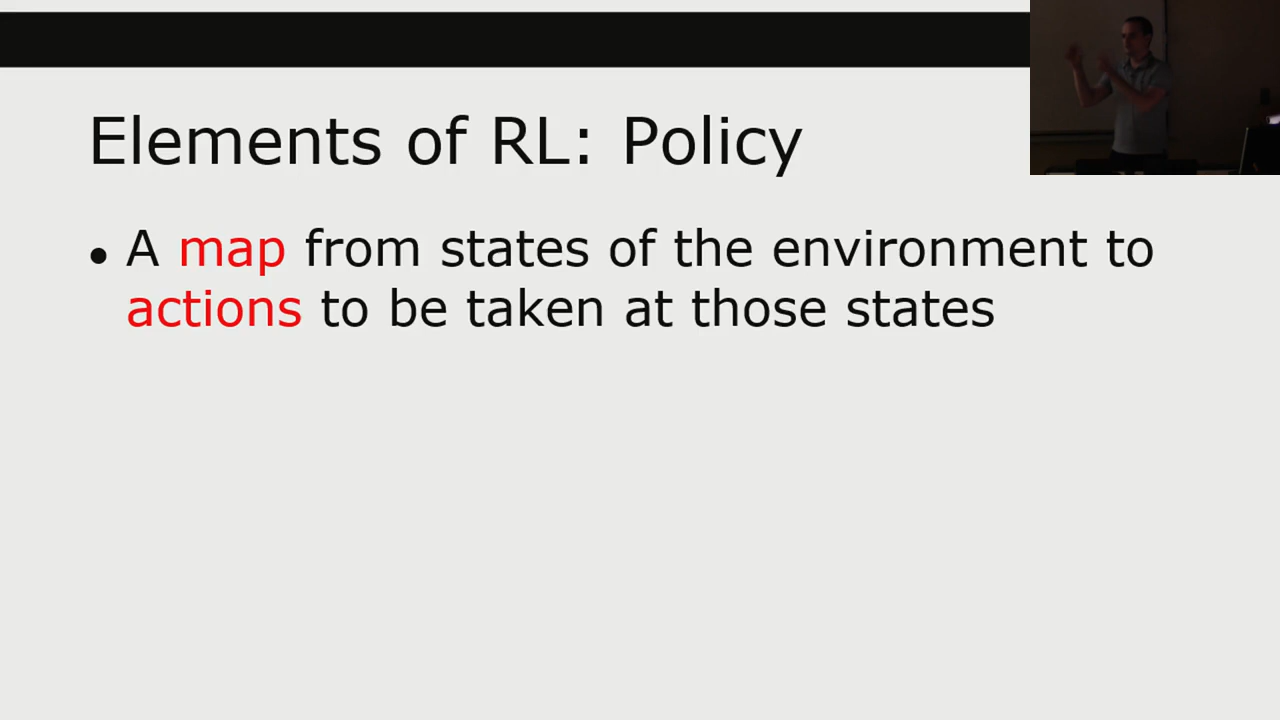 Elements of RL: Policy
• A map from states of the environment to
actions to be taken at those states